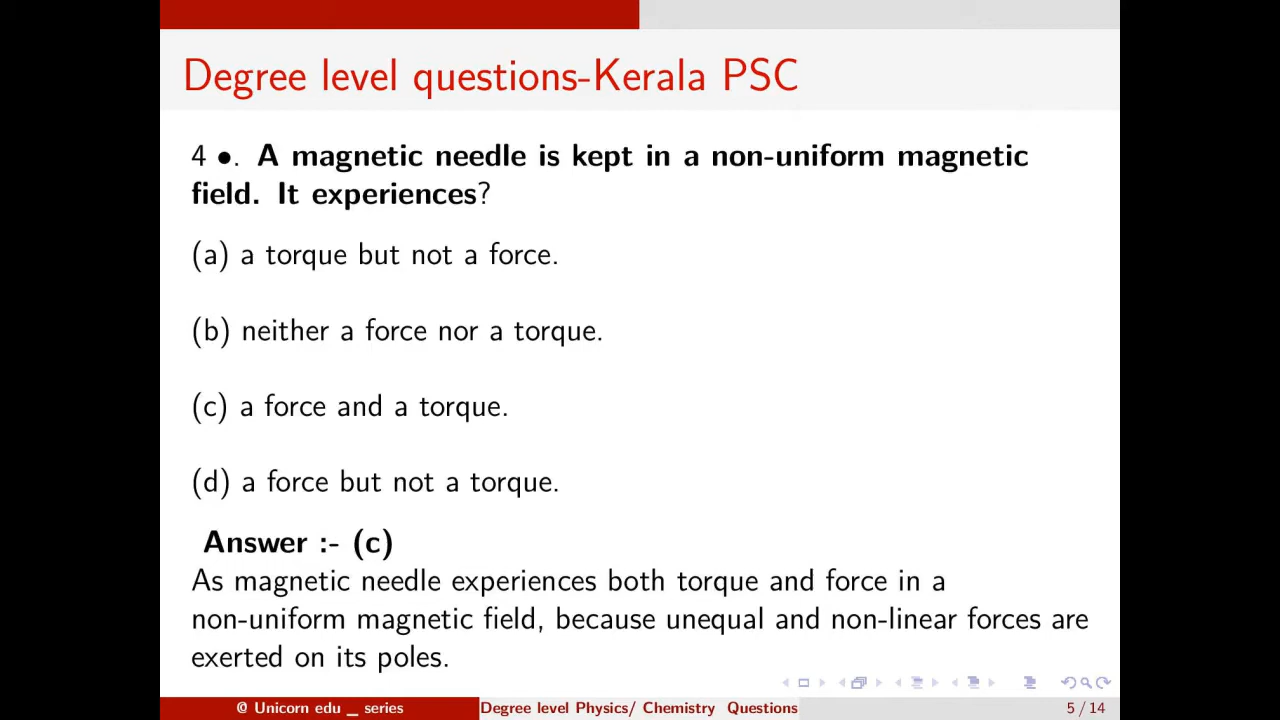 Degree level questions-Kerala PSC
4 •. A magnetic needle is kept in a non-uniform magnetic
field. It experiences?
(a) a torque but not a force.
(b) neither a force nor a torque.
(c) a force and a torque.
(d) a force but not a torque.
Answer :- (c)
As magnetic needle experiences both torque and force in a
non-uniform magnetic field, because unequal and non-linear forces are
exerted on its poles.
@ Unicorn edu _ series Degree level Physics/ Chemistry Questions 5 / 14